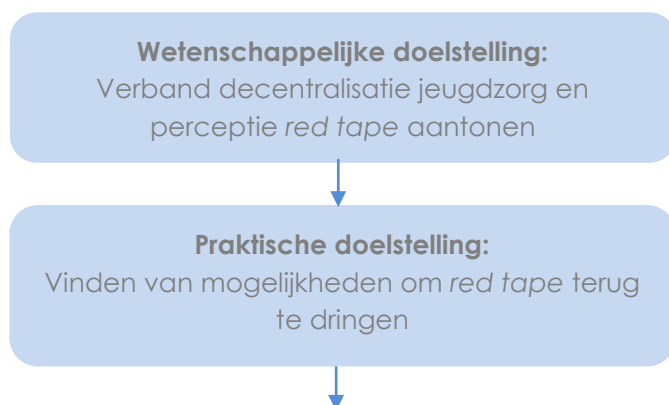 Wetenschappelijke doelstelling:
Verband decentralisatie jeugdzorg en
perceptie red tape aantonen
Praktische doelstelling:
Vinden van mogelijkheden om red tape terug
te dringen